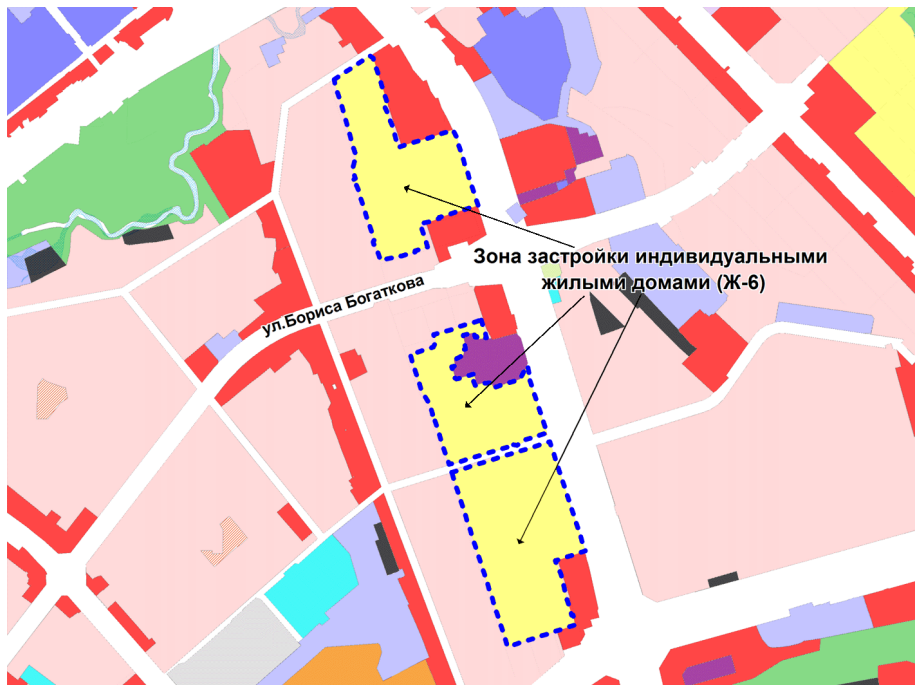 Зона застройки индивидуальными
жилыми домами (Ж-6)
ул.Бориса Богаткова